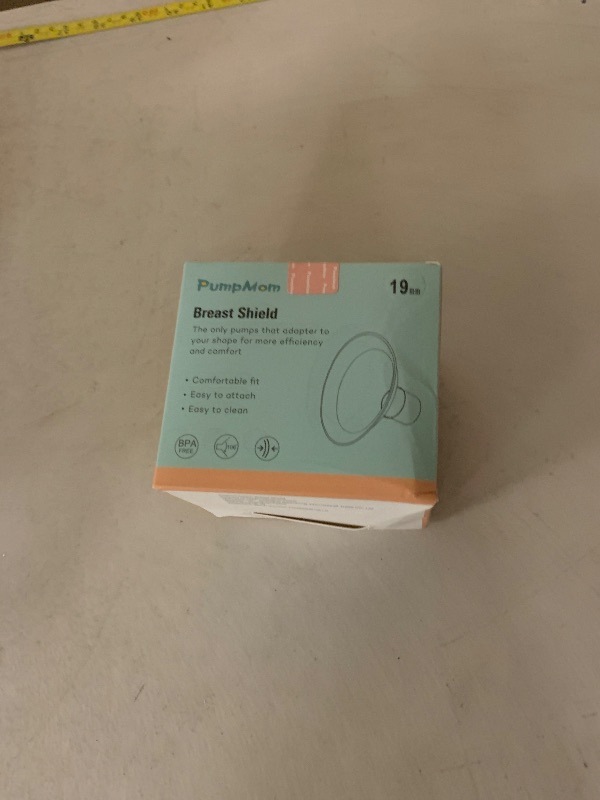 PumpMom
19mm
Breast Shield
The only pumps that adapter to
your shape for more efficiency
and comfort
• Comfortable fit
• Easy to attach
• Easy to clean
BPA
FREE